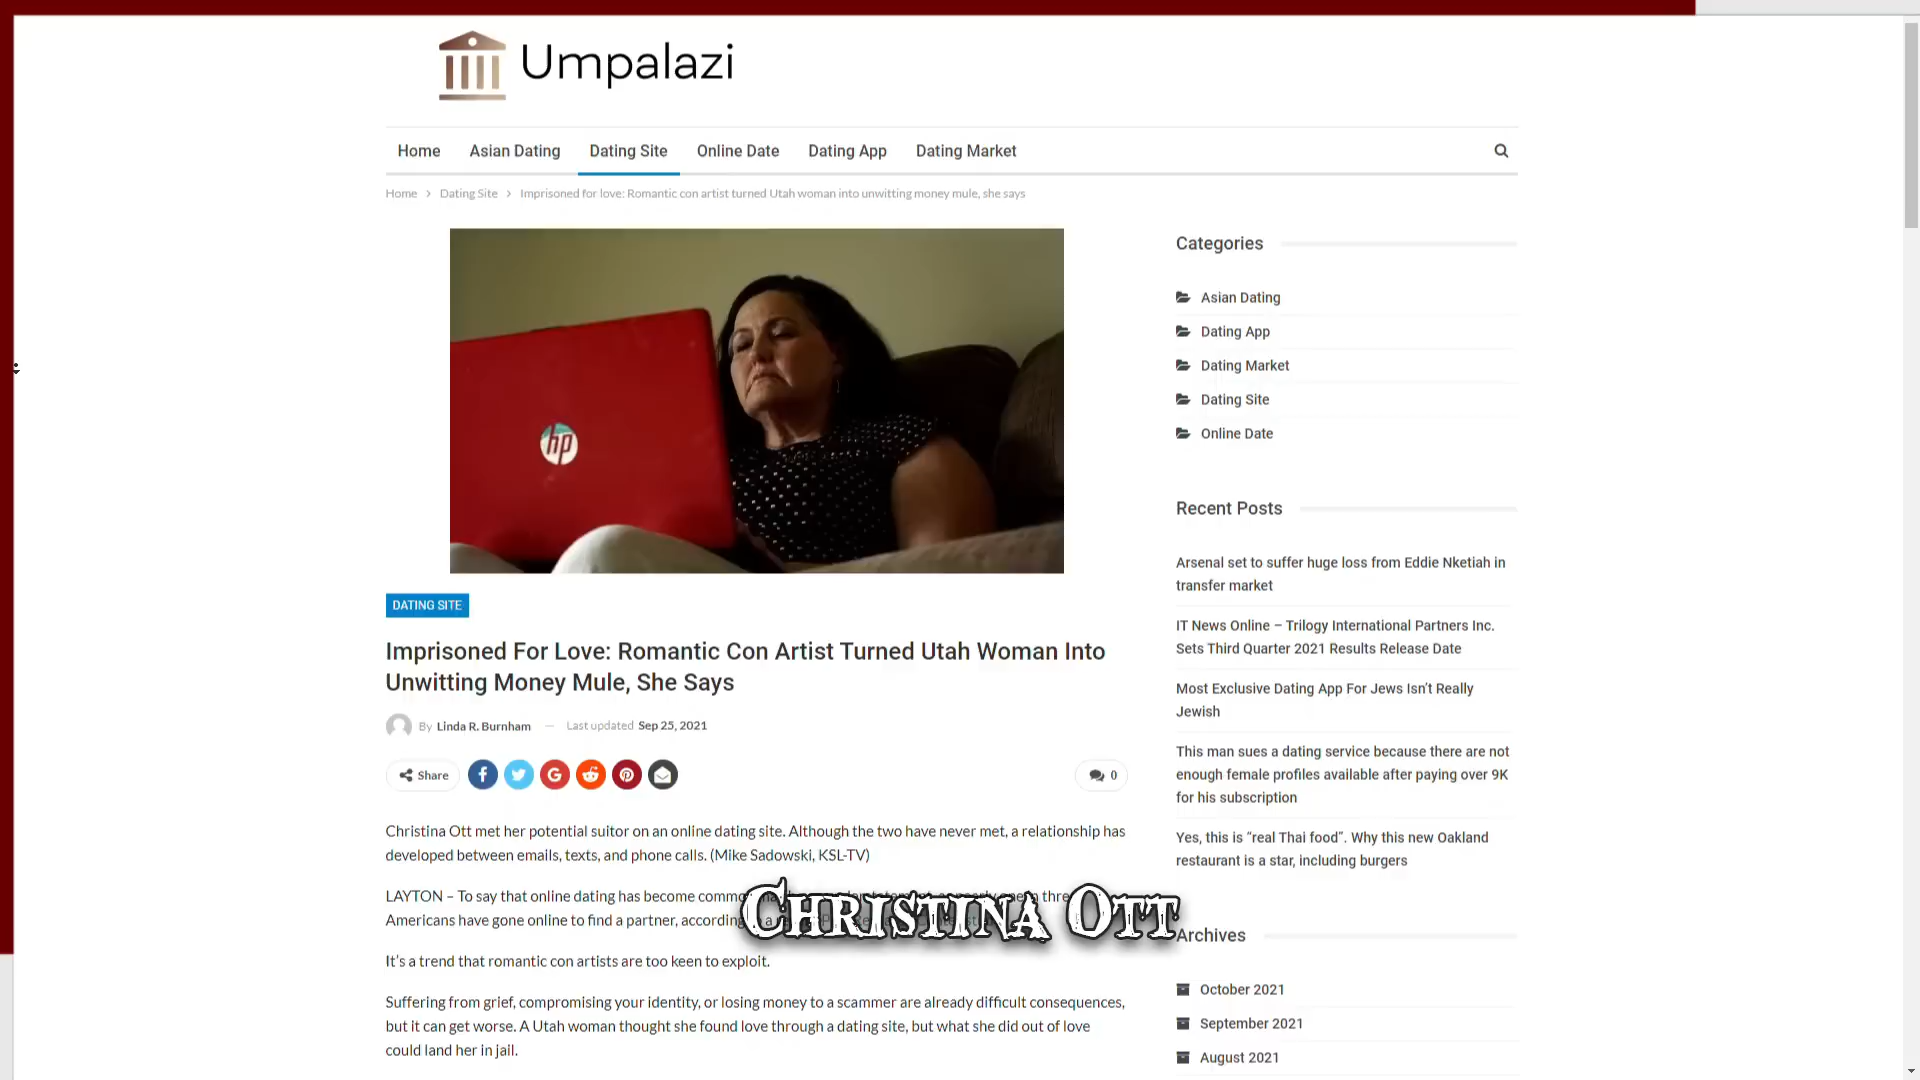 Umpalazi
Home Asian Dating Dating Site Online Date Dating App Dating Market
Home > Dating Site > Imprisoned for love: Romantic con artist turned Utah woman into unwitting money mule, she says
hp
DATING SITE
Imprisoned For Love: Romantic Con Artist Turned Utah Woman Into
Unwitting Money Mule, She Says
By Linda R. Burnham — Last updated Sep 25, 2021
Share
0
Christina Ott met her potential suitor on an online dating site. Although the two have never met, a relationship has
developed between emails, texts, and phone calls. (Mike Sadowski, KSL-TV)
LAYTON – To say that online dating has become
Americans have gone online to find a partner, according
Christina Ott
It's a trend that romantic con artists are too keen to exploit.
Suffering from grief, compromising your identity, or losing money to a scammer are already difficult consequences,
but it can get worse. A Utah woman thought she found love through a dating site, but what she did out of love
could land her in jail.
Categories
Asian Dating
Dating App
Dating Market
Dating Site
Online Date
Recent Posts
Arsenal set to suffer huge loss from Eddie Nketiah in
transfer market
IT News Online – Trilogy International Partners Inc.
Sets Third Quarter 2021 Results Release Date
Most Exclusive Dating App For Jews Isn't Really
Jewish
This man sues a dating service because there are not
enough female profiles available after paying over 9K
for his subscription
Yes, this is "real Thai food". Why this new Oakland
restaurant is a star, including burgers
Archives
October 2021
September 2021
August 2021